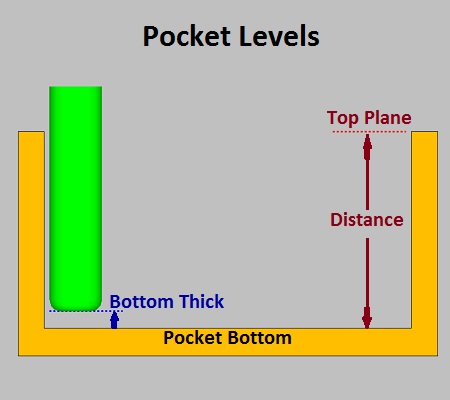 Pocket Levels
Top Plane
Distance
Bottom Thick
Pocket Bottom